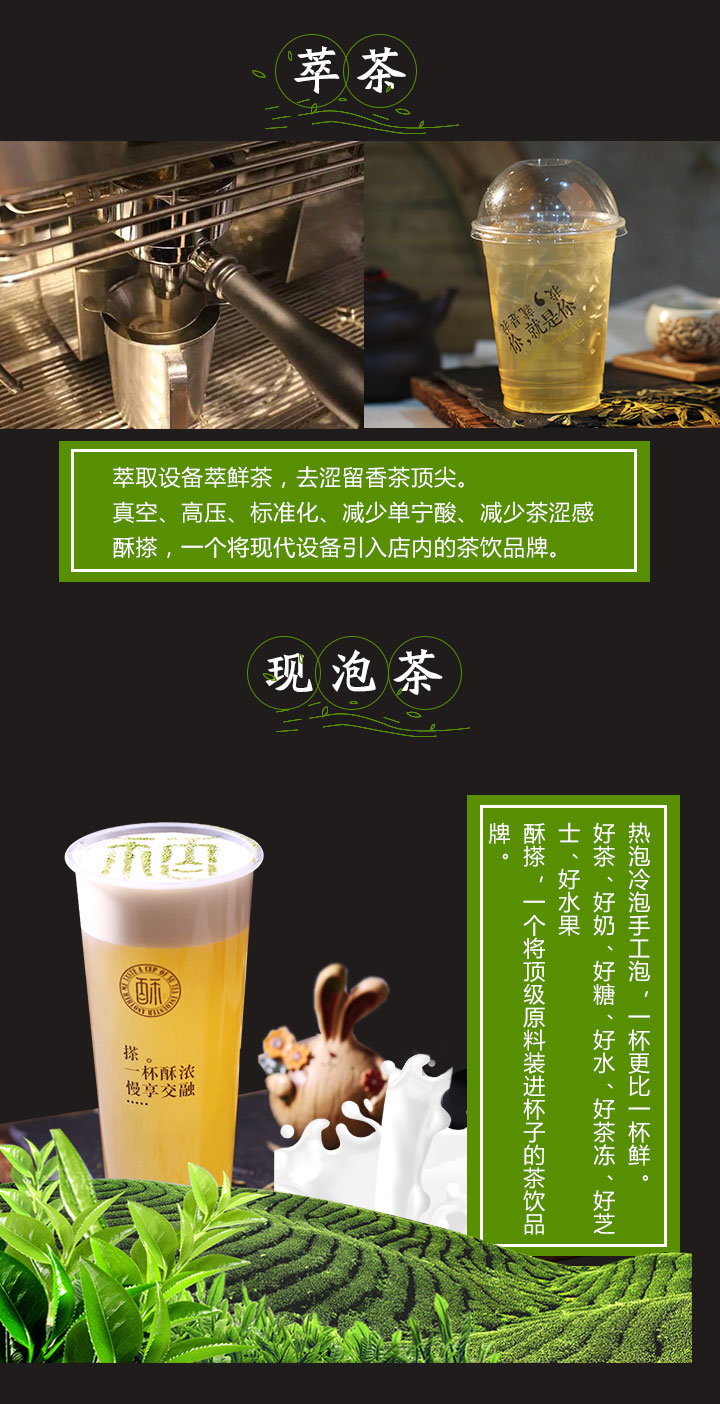 萃茶
你,就是你
萃取设备萃鲜茶，去涩留香茶顶尖。
真空、高压、标准化、减少单宁酸、减少茶涩感
酥搽，一个将现代设备引入店内的茶饮品牌。
现泡茶
热泡冷泡手工泡，一杯更比一杯鲜。
好茶、好奶、好糖、好水、好茶冻、好芝
士、好水果
酥搽，一个将顶级原料装进杯子的茶饮品
牌。
酥
搽。
一杯酥浓
慢享交融